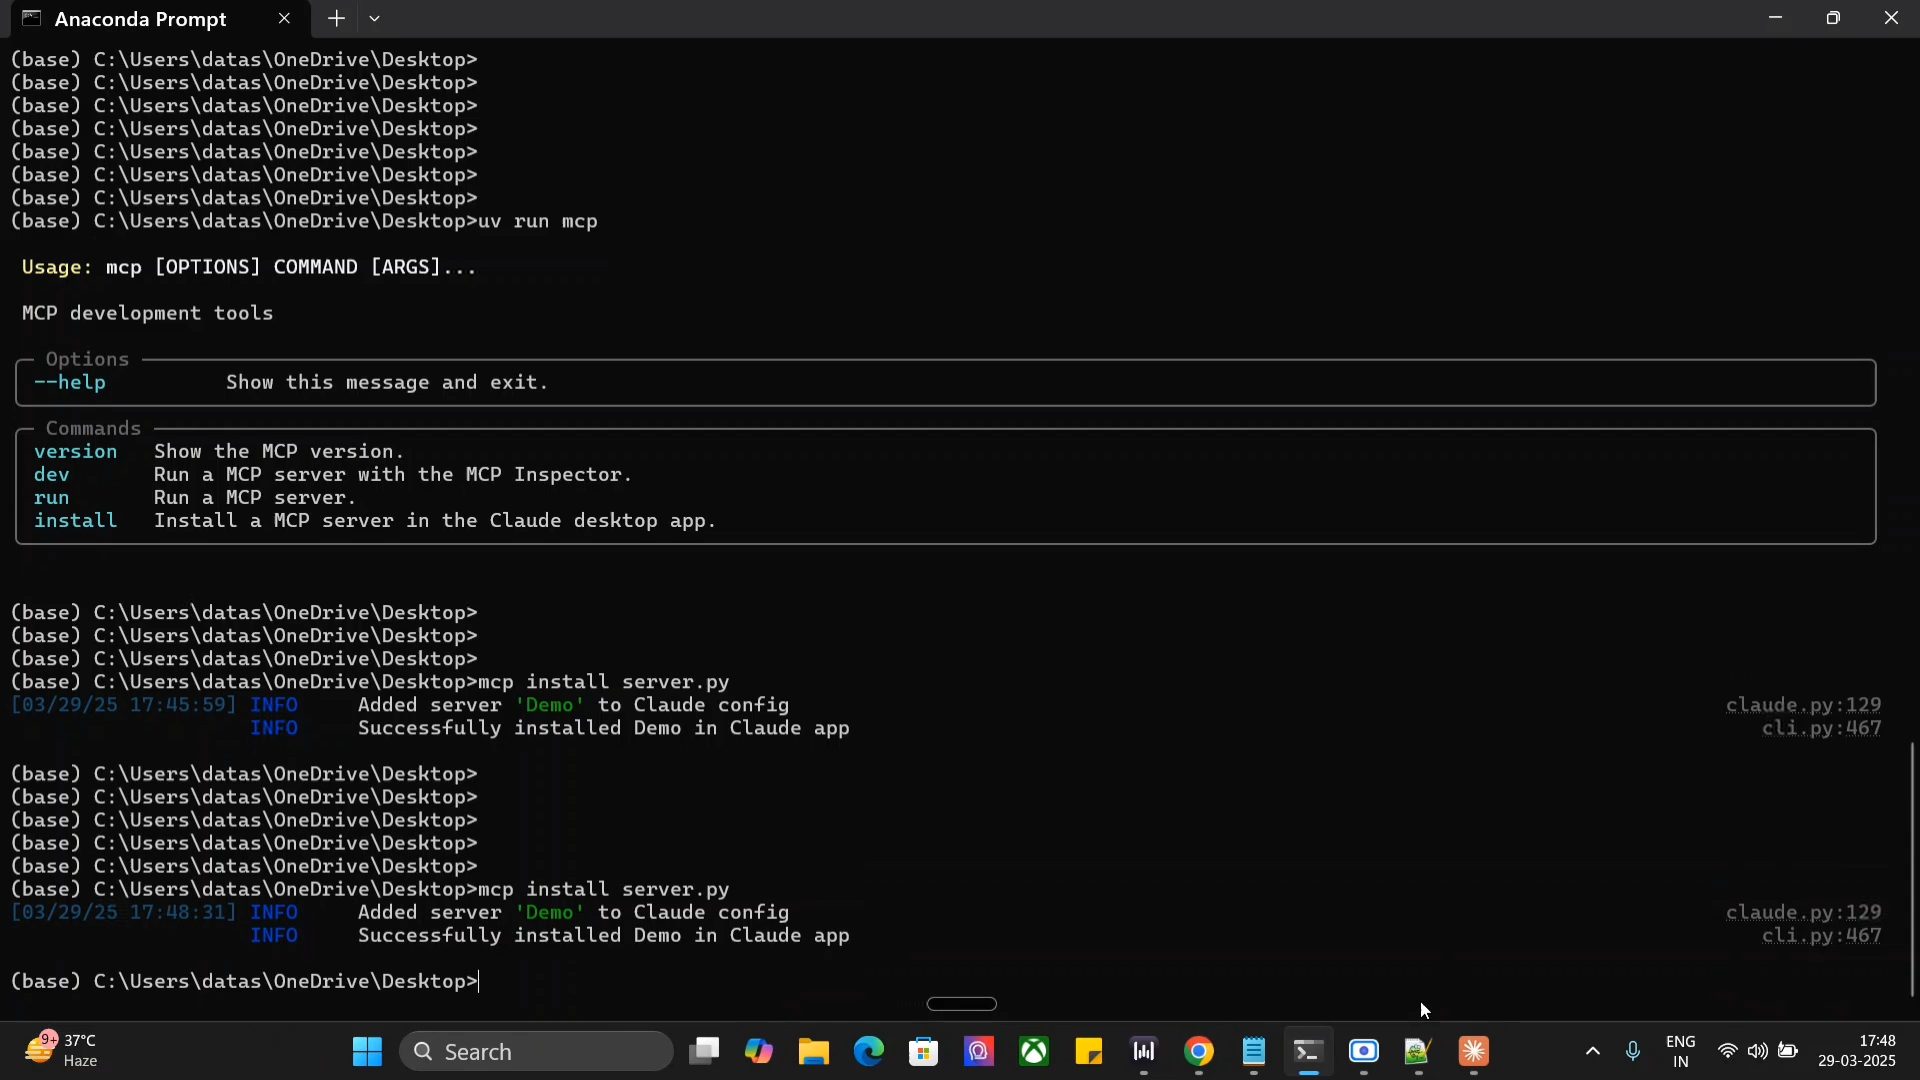 Anaconda Prompt
(base) C:\Users\datas\OneDrive\Desktop>
(base) C:\Users\datas\OneDrive\Desktop>
(base) C:\Users\datas\OneDrive\Desktop>
(base) C:\Users\datas\OneDrive\Desktop>
(base) C:\Users\datas\OneDrive\Desktop>
(base) C:\Users\datas\OneDrive\Desktop>
(base) C:\Users\datas\OneDrive\Desktop>
(base) C:\Users\datas\OneDrive\Desktop>uv run mcp
Usage: mcp [OPTIONS] COMMAND [ARGS]...
MCP development tools
Options
--help Show this message and exit.
Commands
version Show the MCP version.
dev Run a MCP server with the MCP Inspector.
run Run a MCP server.
install Install a MCP server in the Claude desktop app.
(base) C:\Users\datas\OneDrive\Desktop>
(base) C:\Users\datas\OneDrive\Desktop>
(base) C:\Users\datas\OneDrive\Desktop>
(base) C:\Users\datas\OneDrive\Desktop>mcp install server.py
[03/29/25 17:45:59] INFO Added server 'Demo' to Claude config claude.py:129
INFO Successfully installed Demo in Claude app cli.py:467
(base) C:\Users\datas\OneDrive\Desktop>
(base) C:\Users\datas\OneDrive\Desktop>
(base) C:\Users\datas\OneDrive\Desktop>
(base) C:\Users\datas\OneDrive\Desktop>
(base) C:\Users\datas\OneDrive\Desktop>
(base) C:\Users\datas\OneDrive\Desktop>mcp install server.py
[03/29/25 17:48:31] INFO Added server 'Demo' to Claude config claude.py:129
INFO Successfully installed Demo in Claude app cli.py:467
(base) C:\Users\datas\OneDrive\Desktop>
9+ 37°C
Haze
Search
ENG
IN
17:48
29-03-2025